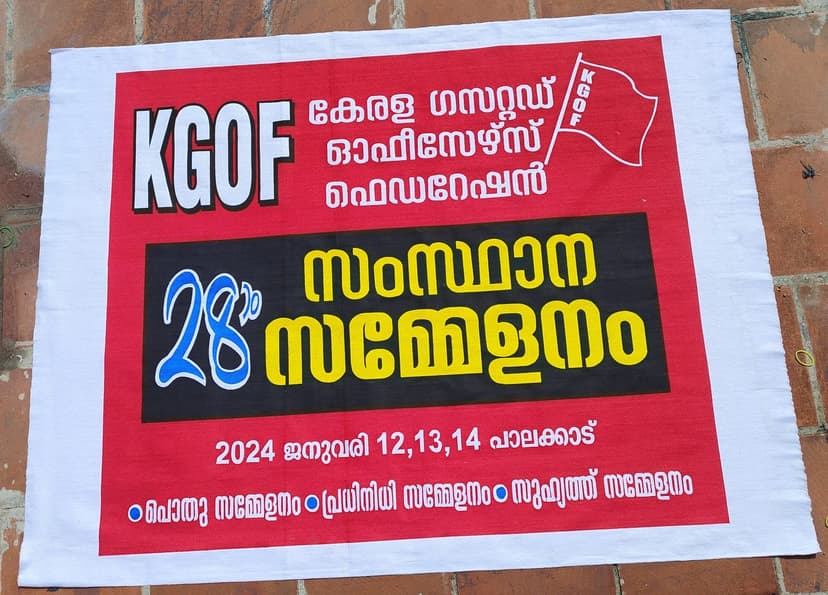 KGOF
കേരള ഗസറ്റഡ്
ഓഫീസേഴ്സ്
ഫെഡറേഷൻ
KGOF
28ാം
സംസ്ഥാന
സമ്മേളനം
2024 ജനുവരി 12,13,14 പാലക്കാട്
•പൊതു സമ്മേളനം •പ്രധിനിധി സമ്മേളനം •സുഹൃത്ത് സമ്മേളനം